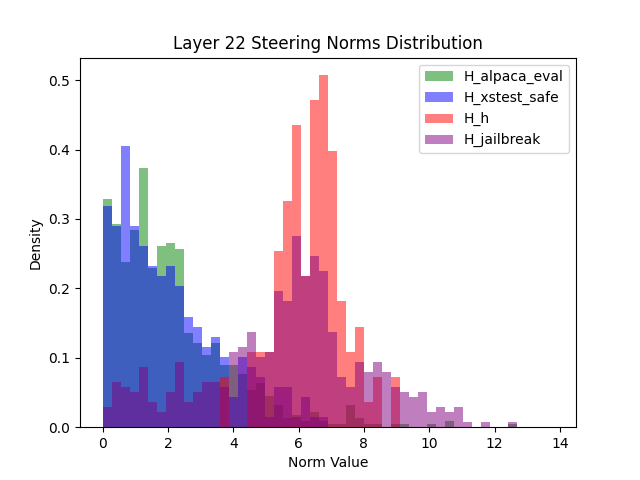 Layer 22 Steering Norms Distribution
H_alpaca_eval
H_xstest_safe
H_h
H_jailbreak
Density
0.5
0.4
0.3
0.2
0.1
0.0
0 2 4 6 8 10 12 14
Norm Value